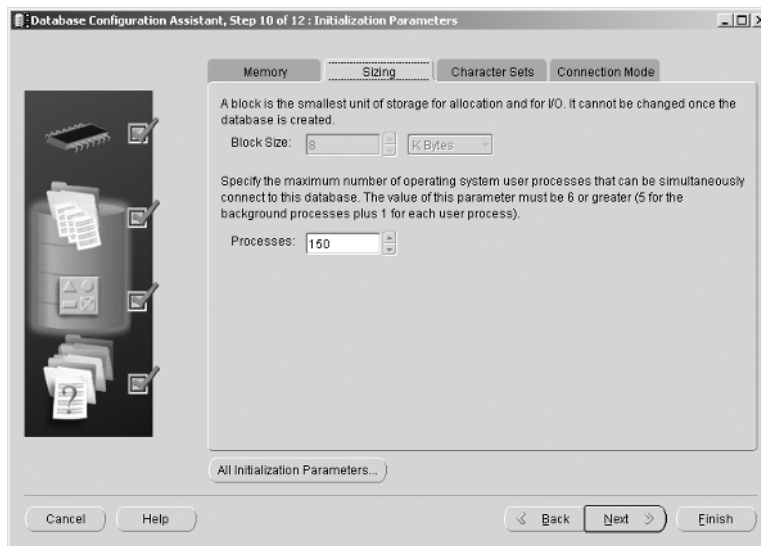 Database Configuration Assistant, Step 10 of 12 : Initialization Parameters
Memory Sizing Character Sets Connection Mode
A block is the smallest unit of storage for allocation and for I/O. It cannot be changed once the
database is created.
Block Size: 8 K Bytes
Specify the maximum number of operating system user processes that can be simultaneously
connect to this database. The value of this parameter must be 6 or greater (5 for the
background processes plus 1 for each user process).
Processes: 150
?
All Initialization Parameters...
Cancel Help Back Next Finish